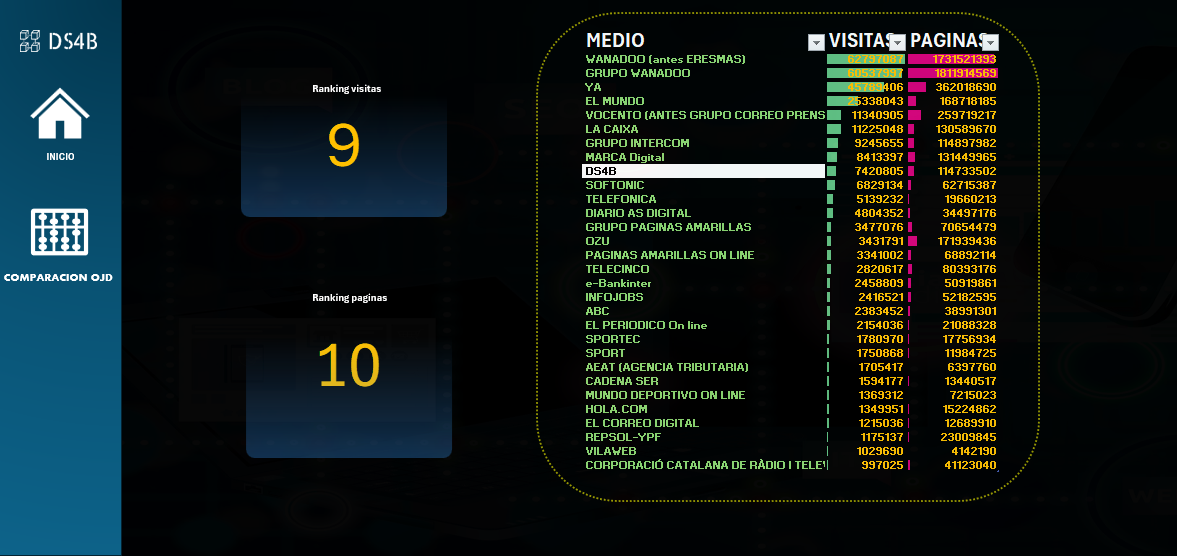 DS4B
INICIO
COMPARACION OJD
Ranking visitas
9
Ranking paginas
10
MEDIO VISITAS PAGINAS
WANADOO (antes ERESMAS) 62797087 1731521393
GRUPO WANADOO 60537997 1811914569
YA 45789406 362018690
EL MUNDO 25338043 168718185
VOCENTO (ANTES GRUPO CORREO PRENS 11340905 259719217
LA CAIXA 11225048 130589670
GRUPO INTERCOM 9245655 114897982
MARCA Digital 8413397 131449965
DS4B 7420805 114733502
SOFTONIC 6829134 62715387
TELEFONICA 5139232 19660213
DIARIO AS DIGITAL 4804352 34497176
GRUPO PAGINAS AMARILLAS 3477076 70654479
OZU 3431791 171939436
PAGINAS AMARILLAS ON LINE 3341002 68892114
TELECINCO 2820617 80393176
e-Bankinter 2458809 50919861
INFOJOBS 2416521 52182595
ABC 2383452 38991301
EL PERIODICO On line 2154036 21088328
SPORTEC 1780970 17756934
SPORT 1750868 11984725
AEAT (AGENCIA TRIBUTARIA) 1705417 6397760
CADENA SER 1594177 13440517
MUNDO DEPORTIVO ON LINE 1369312 7215023
HOLA.COM 1349951 15224862
EL CORREO DIGITAL 1215036 12689910
REPSOL-YPF 1175137 23009845
VILAWEB 1029690 4142190
CORPORACIÓ CATALANA DE RÀDIO I TELEV 997025 41123040